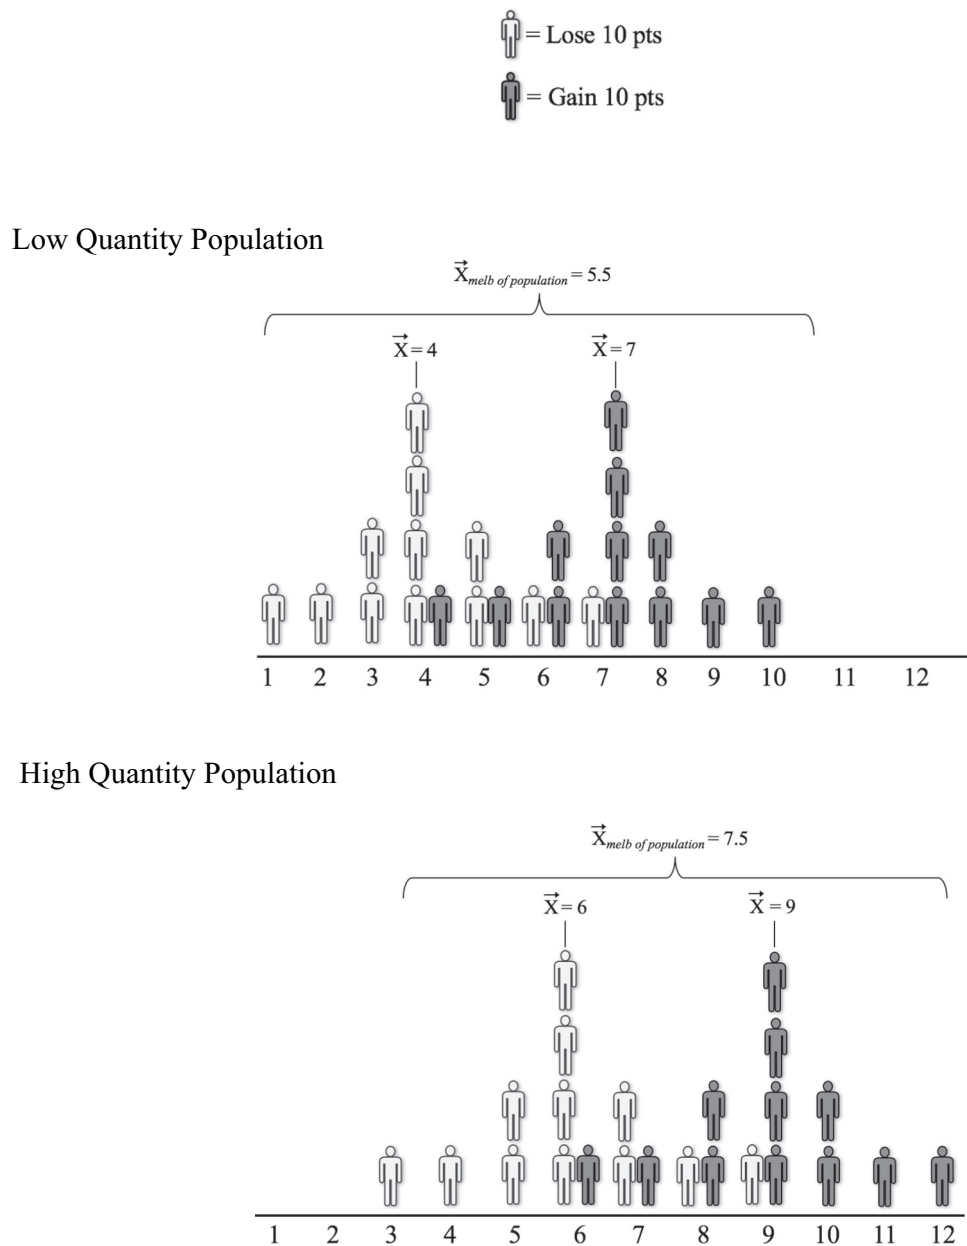 = Lose 10 pts
= Gain 10 pts
Low Quantity Population
X⃗melb of population = 5.5
X⃗ = 4 X⃗ = 7
1 2 3 4 5 6 7 8 9 10 11 12
High Quantity Population
X⃗melb of population = 7.5
X⃗ = 6 X⃗ = 9
1 2 3 4 5 6 7 8 9 10 11 12